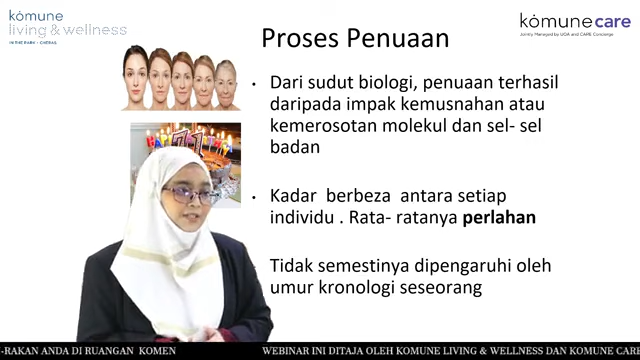 kömune
living & wellness
IN THE PARK - CHERAS
kömunecare
Jointly Managed by UOA and CARE Concierge
Proses Penuaan
• Dari sudut biologi, penuaan terhasil
daripada impak kemusnahan atau
kemerosotan molekul dan sel- sel
badan
• Kadar berbeza antara setiap
individu . Rata- ratanya perlahan
Tidak semestinya dipengaruhi oleh
umur kronologi seseorang
-RAKAN ANDA DI RUANGAN KOMEN
WEBINAR INI DITAJA OLEH KOMUNE LIVING & WELLNESS DAN KOMUNE CARE